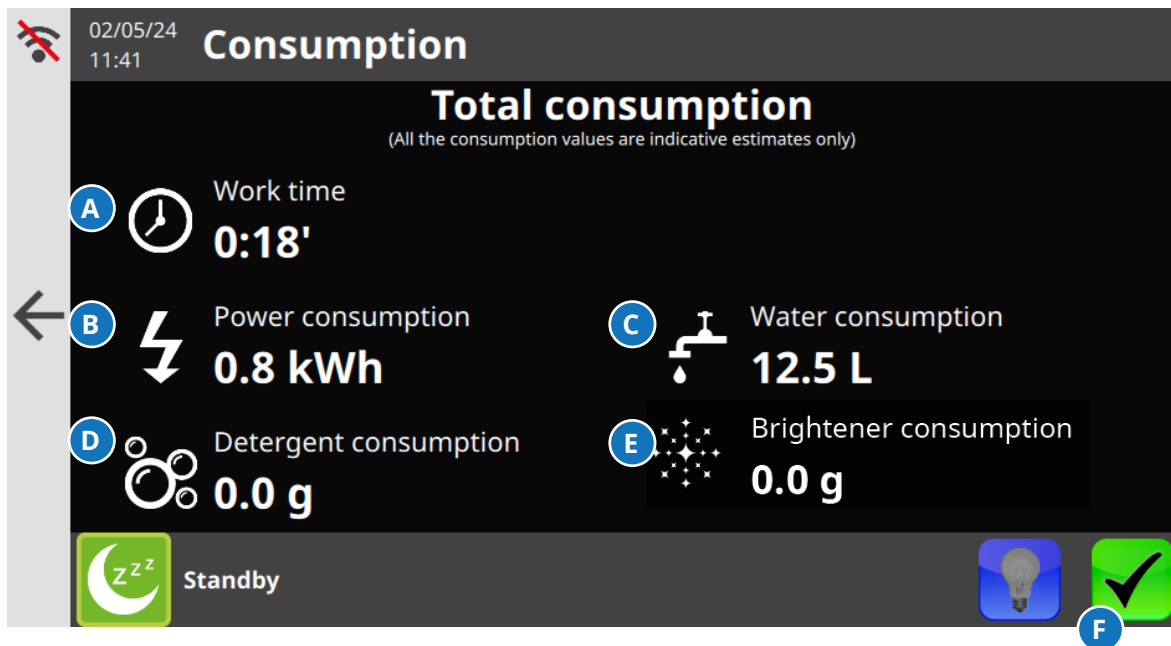 02/05/24
11:41
Consumption
Total consumption
(All the consumption values are indicative estimates only)
A
Work time
0:18'
B
Power consumption
0.8 kWh
C
Water consumption
12.5 L
D
Detergent consumption
0.0 g
E
Brightener consumption
0.0 g
zzz
Standby
F